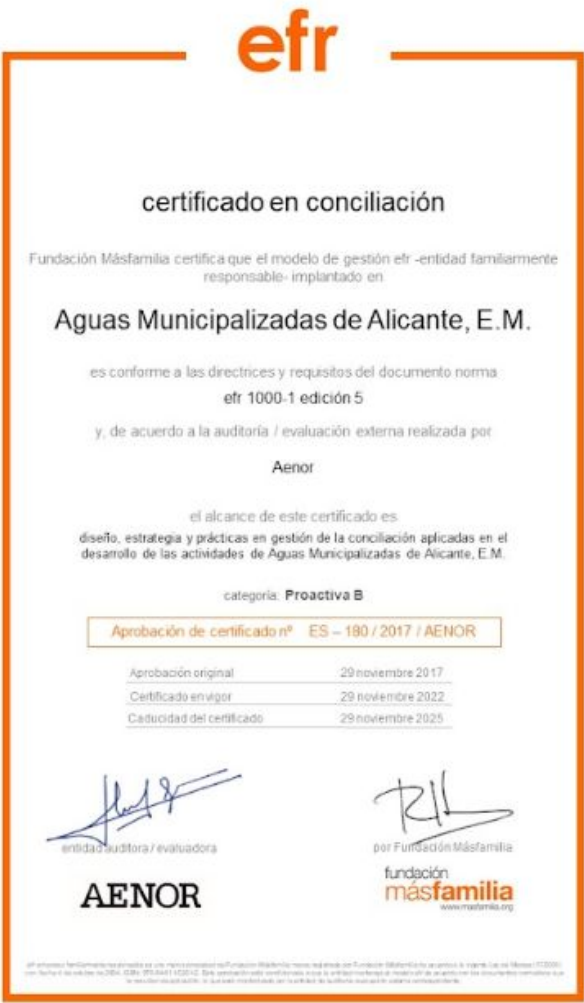 efr
certificado en conciliación
Fundación Másfamilia certifica que el modelo de gestión efr -entidad familiarmente
responsable- implantado en
Aguas Municipalizadas de Alicante, E.M.
es conforme a las directrices y requisitos del documento norma
efr 1000-1 edición 5
y, de acuerdo a la auditoría / evaluación externa realizada por
Aenor
el alcance de este certificado es
diseño, estrategia y prácticas en gestión de la conciliación aplicadas en el
desarrollo de las actividades de Aguas Municipalizadas de Alicante, E.M.
categoría: Proactiva B
Aprobación de certificado nº ES – 180 / 2017 / AENOR
Aprobación original 29 noviembre 2017
Certificado en vigor 29 noviembre 2022
Caducidad del certificado 29 noviembre 2025
entidad auditora / evaluadora
por Fundación Másfamilia
AENOR
fundación
másfamilia
www.masfamilia.org